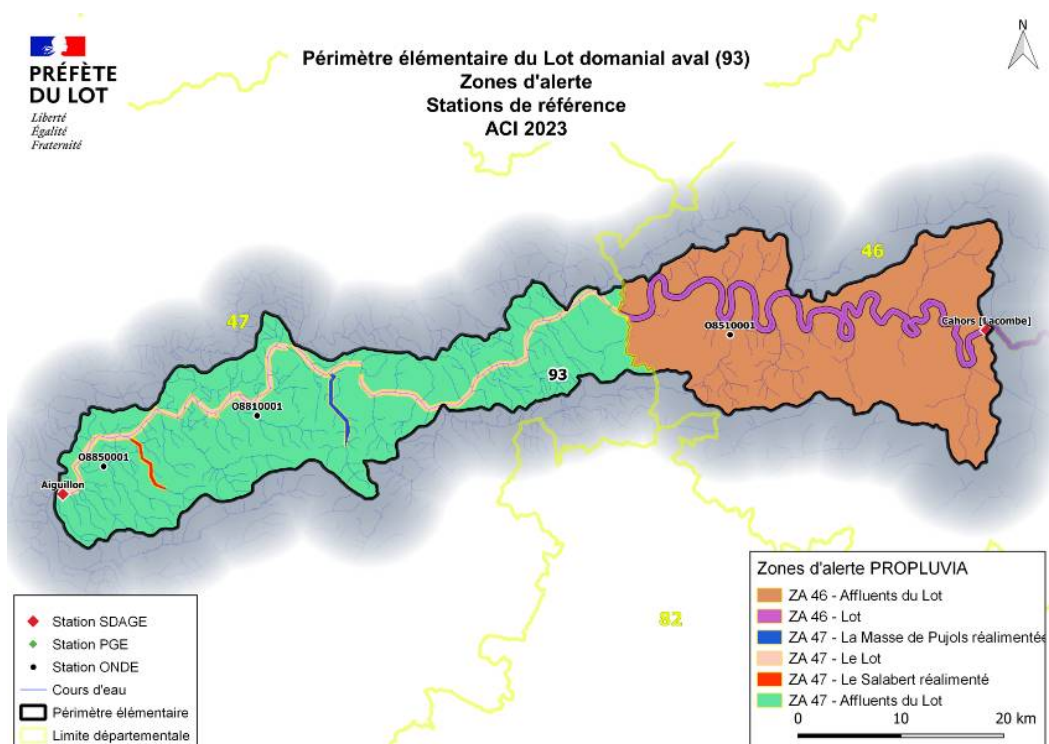 PRÉFÈTE
DU LOT
Liberté
Égalité
Fraternité
Périmètre élémentaire du Lot domanial aval (93)
Zones d'alerte
Stations de référence
ACI 2023
N
46
47
Cahors [Lacombe]
O8510001
93
O8810001
O8850001
Aiguillon
82
Station SDAGE
Station PGE
Station ONDE
Cours d'eau
Périmètre élémentaire
Limite départementale
Zones d'alerte PROPLUVIA
ZA 46 - Affluents du Lot
ZA 46 - Lot
ZA 47 - La Masse de Pujols réalimentée
ZA 47 - Le Lot
ZA 47 - Le Salabert réalimenté
ZA 47 - Affluents du Lot
0 10 20 km